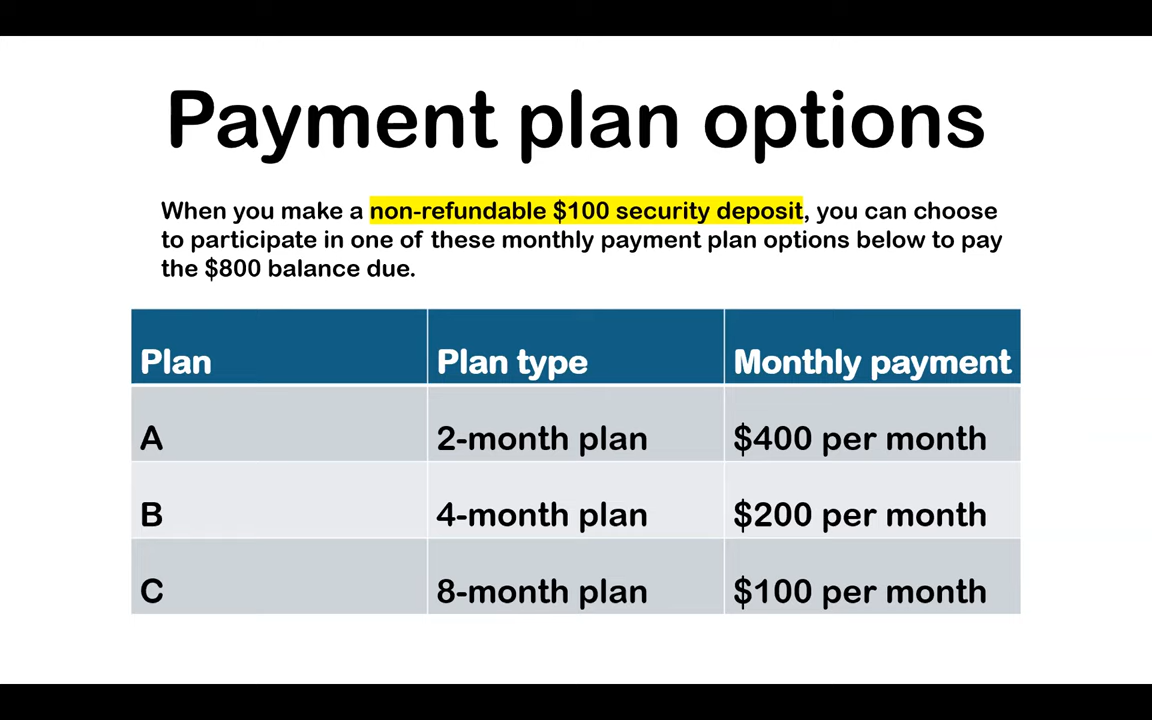 Payment plan options
When you make a non-refundable $100 security deposit, you can choose
to participate in one of these monthly payment plan options below to pay
the $800 balance due.
Plan Plan type Monthly payment
A 2-month plan $400 per month
B 4-month plan $200 per month
C 8-month plan $100 per month